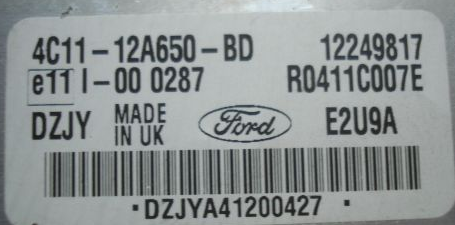 4C11-12A650-BD 12249817
e11 I-00 0287 R0411C007E
DZJY MADE IN UK Ford E2U9A
·DZJYA41200427·